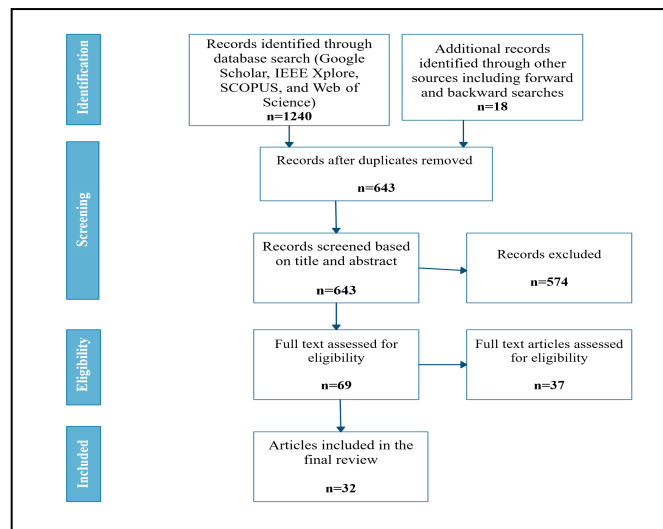 Identification
Records identified through
database search (Google
Scholar, IEEE Xplore,
SCOPUS, and Web of
Science)
n=1240
Additional records
identified through other
sources including forward
and backward searches
n=18
Screening
Records after duplicates removed
n=643
Records screened based
on title and abstract
n=643
Records excluded
n=574
Eligibility
Full text assessed for
eligibility
n=69
Full text articles assessed
for eligibility
n=37
Included
Articles included in the
final review
n=32